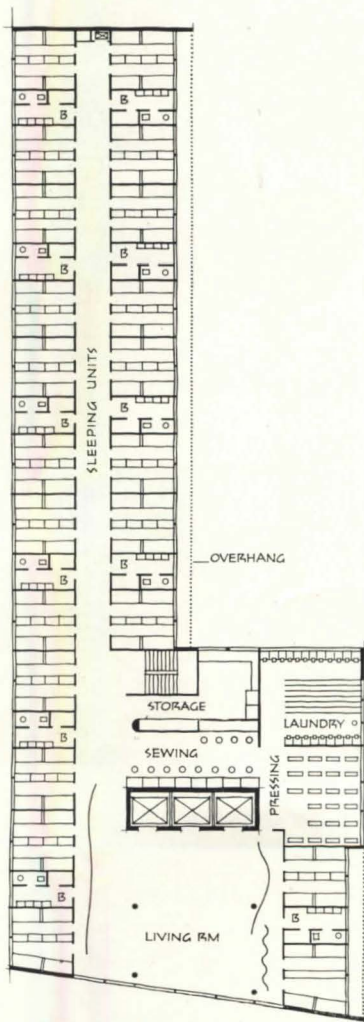 B
B
B
B
SLEEPING UNITS
B
B
OVERHANG
B
B
STORAGE
LAUNDRY
B
SEWING
PRESSING
B
B
LIVING RM